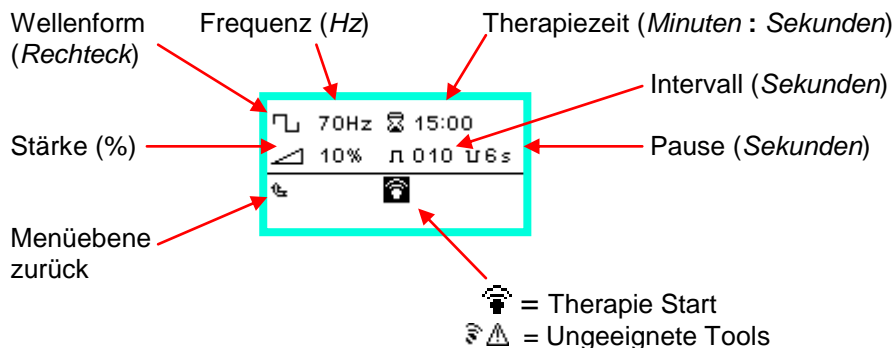 Wellenform
(Rechteck)
Frequenz (Hz)
Therapiezeit (Minuten : Sekunden)
Intervall (Sekunden)
70Hz 15:00
Stärke (%)
10% 010 6s
Pause (Sekunden)
Menüebene
zurück
= Therapie Start
= Ungeeignete Tools